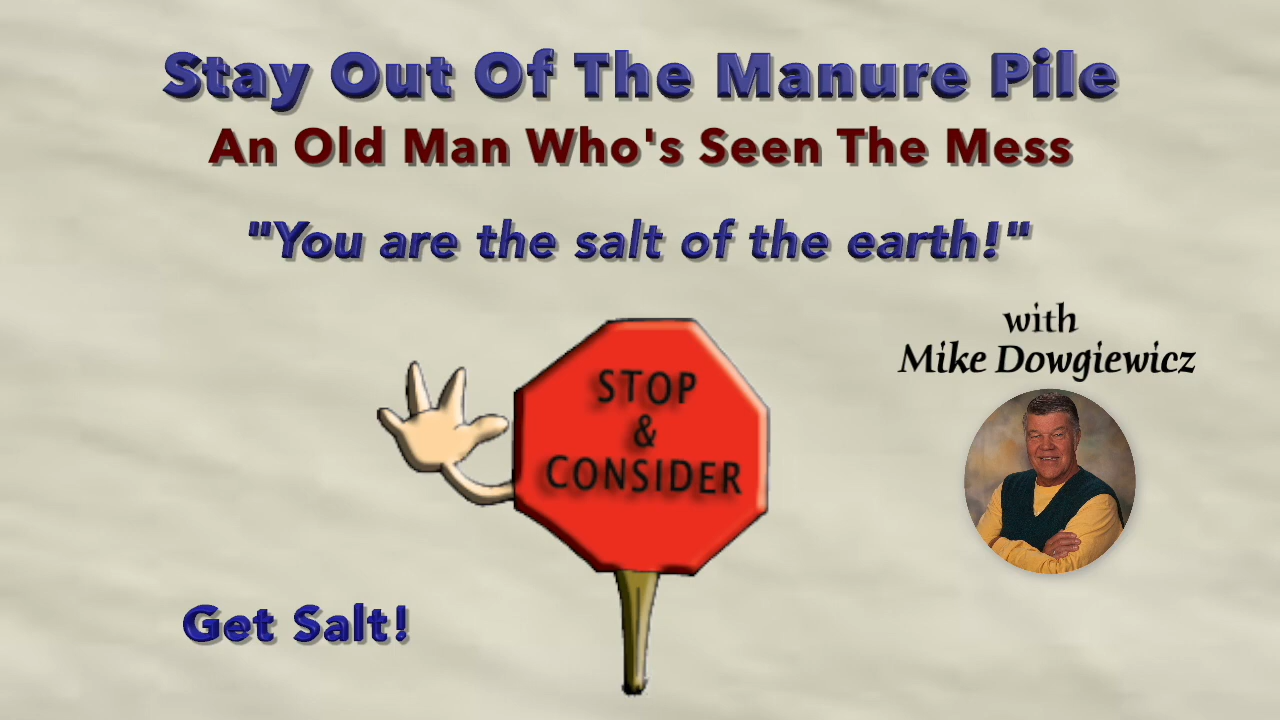 Stay Out Of The Manure Pile
An Old Man Who's Seen The Mess
"You are the salt of the earth!"
with
Mike Dowgiewicz
STOP
&
CONSIDER
Get Salt!